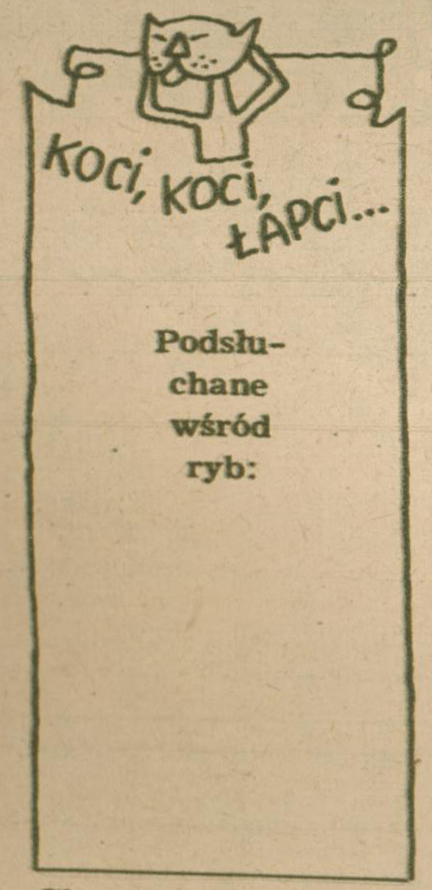 KOCI, KOCI,
ŁAPCI...
Podsłu-
chane
wśród
ryb: